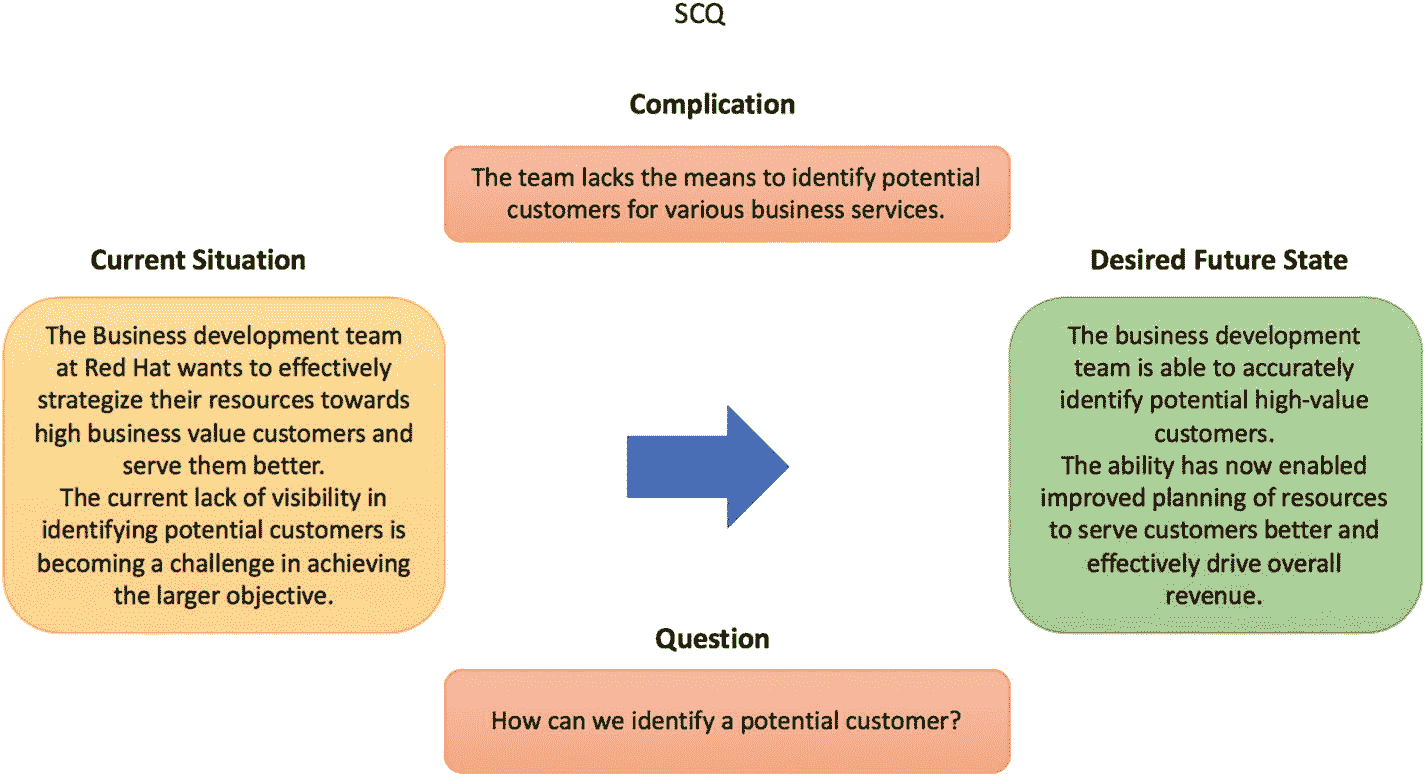 SCQ
Complication
The team lacks the means to identify potential
customers for various business services.
Current Situation
The Business development team
at Red Hat wants to effectively
strategize their resources towards
high business value customers and
serve them better.
The current lack of visibility in
identifying potential customers is
becoming a challenge in achieving
the larger objective.
Desired Future State
The business development
team is able to accurately
identify potential high-value
customers.
The ability has now enabled
improved planning of resources
to serve customers better and
effectively drive overall
revenue.
Question
How can we identify a potential customer?